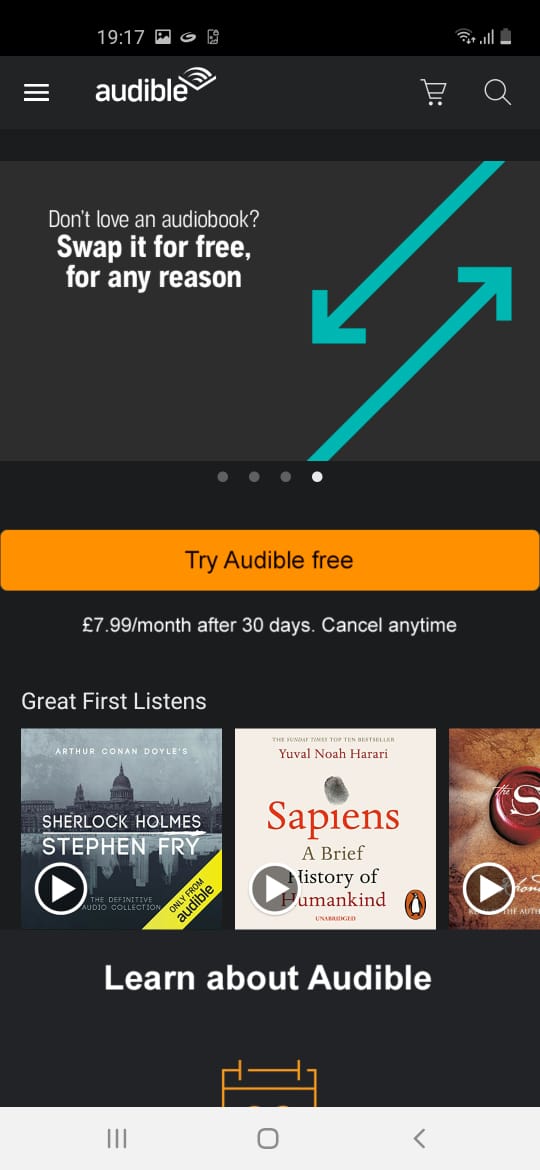 19:17
audible
Don't love an audiobook?
Swap it for free,
for any reason
Try Audible free
£7.99/month after 30 days. Cancel anytime
Great First Listens
ARTHUR CONAN DOYLE'S
SHERLOCK HOLMES
STEPHEN FRY
THE DEFINITIVE
AUDIO COLLECTION
ONLY FROM
audible
THE SUNDAY TIMES TOP TEN BESTSELLER
Yuval Noah Harari
Sapiens
A Brief
History of
Humankind
UNABRIDGED
the S
THE AUTH
Learn about Audible